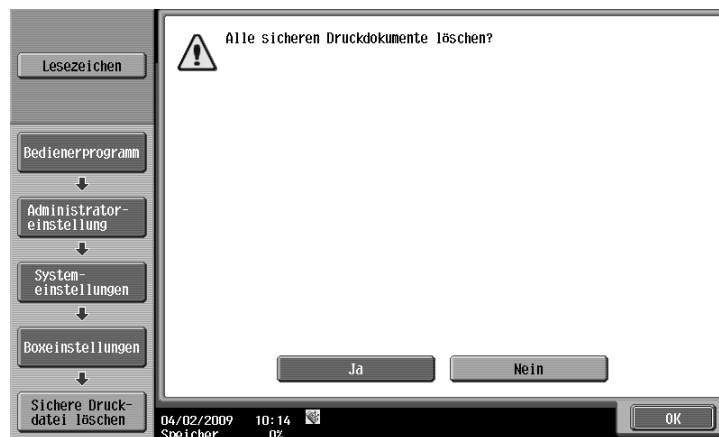 Lesezeichen
Bedienerprogramm
Administrator-
einstellung
System-
einstellungen
Boxeinstellungen
Sichere Druck-
datei löschen
Alle sicheren Druckdokumente löschen?
Ja Nein
04/02/2009 10:14
Speicher 0%
OK